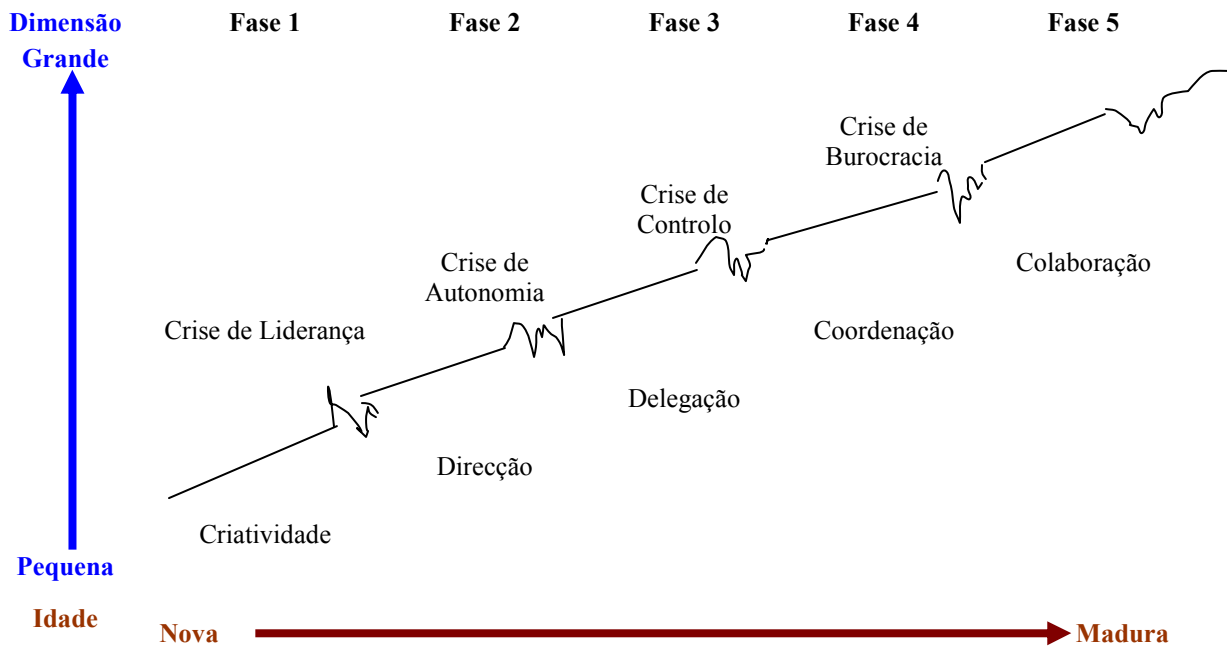 Dimensão
Grande
Fase 1
Fase 2
Fase 3
Fase 4
Fase 5
Crise de
Burocracia
Crise de
Controlo
Crise de
Autonomia
Crise de Liderança
Colaboração
Coordenação
Delegação
Direcção
Criatividade
Pequena
Idade
Nova
Madura